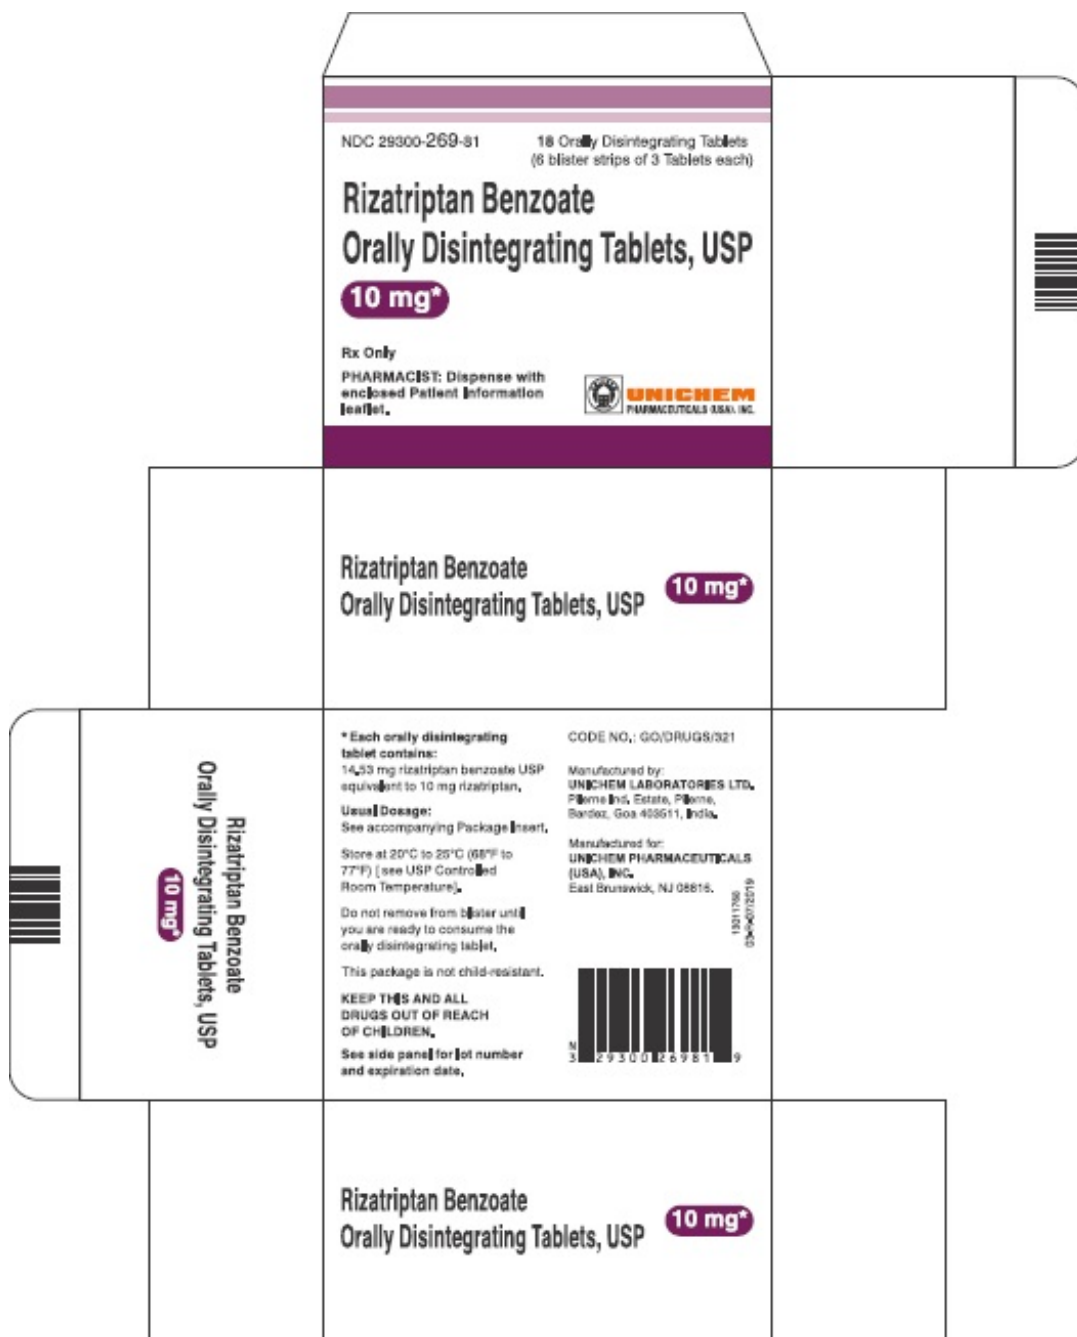 NDC 29300-269-81
18 Orally Disintegrating Tablets
(6 blister strips of 3 Tablets each)
Rizatriptan Benzoate
Orally Disintegrating Tablets, USP
10 mg*
Rx Only
PHARMACIST: Dispense with
enclosed Patient Information
leaflet.
UNICHEM
PHARMACEUTICALS (USA), INC.
Rizatriptan Benzoate
Orally Disintegrating Tablets, USP
10 mg*
Rizatriptan Benzoate
Orally Disintegrating Tablets, USP
10 mg*
* Each orally disintegrating
tablet contains:
14.53 mg rizatriptan benzoate USP
equivalent to 10 mg rizatriptan.
Usual Dosage:
See accompanying Package Insert.
Store at 20°C to 25°C (68°F to
77°F) [see USP Controlled
Room Temperature].
Do not remove from blister until
you are ready to consume the
orally disintegrating tablet.
This package is not child-resistant.
KEEP THIS AND ALL
DRUGS OUT OF REACH
OF CHILDREN.
See side panel for lot number
and expiration date.
CODE NO.: GO/DRUGS/321
Manufactured by:
UNICHEM LABORATORIES LTD.
Pilerne Ind. Estate, Pilerne,
Bardez, Goa 403511, India.
Manufactured for:
UNICHEM PHARMACEUTICALS
(USA), INC.
East Brunswick, NJ 08816.
03-R-07/2019
N
3 29300 26981 9
Rizatriptan Benzoate
Orally Disintegrating Tablets, USP
10 mg*